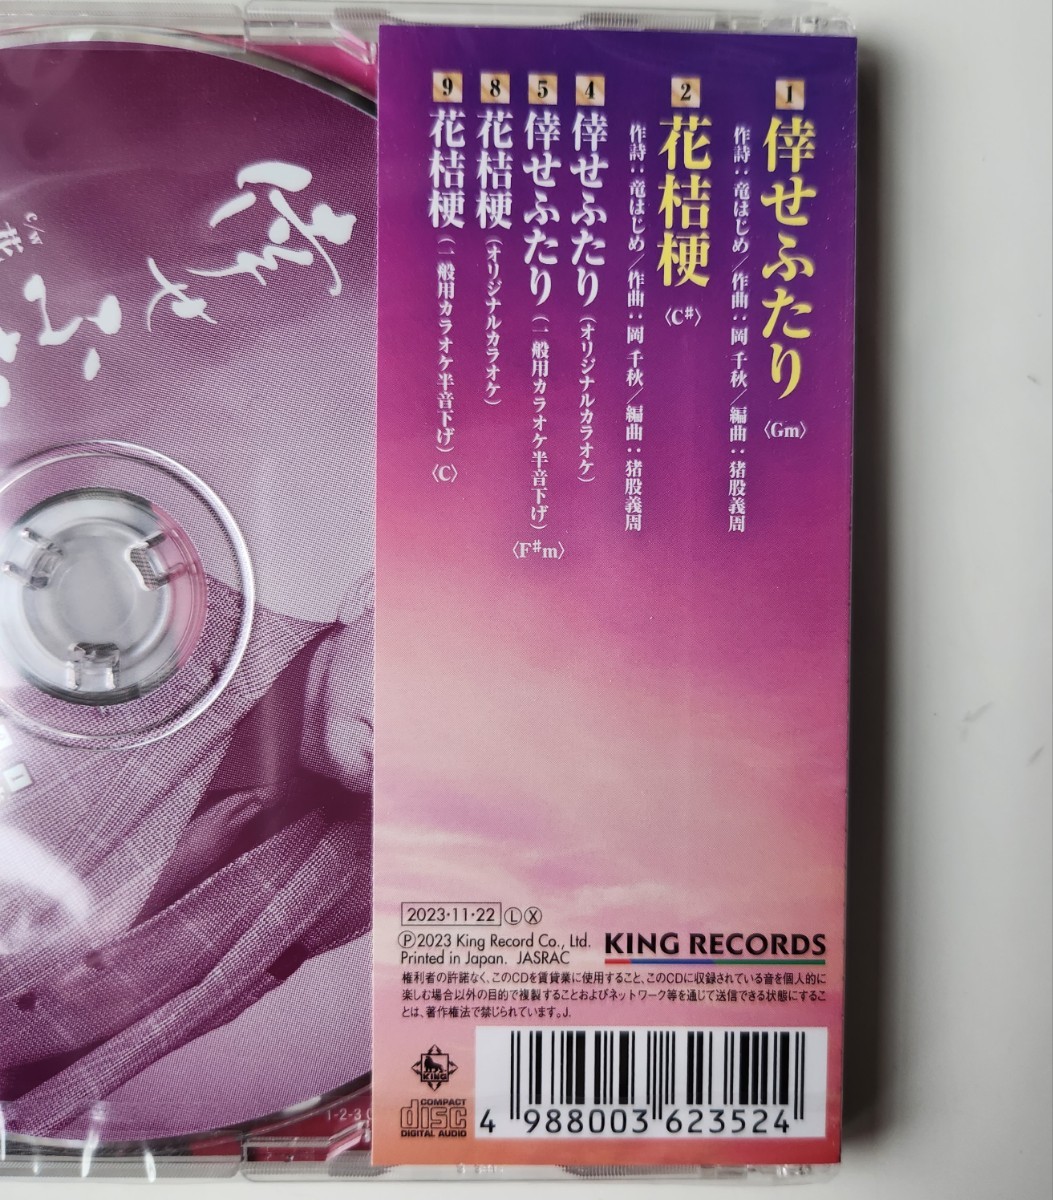 1 倖せふたり 〈Gm〉
作詩：竜はじめ／作曲：岡 千秋／編曲：猪股義周
2 花桔梗 〈C#〉
作詩：竜はじめ／作曲：岡 千秋／編曲：猪股義周
4 倖せふたり（オリジナルカラオケ）
5 倖せふたり（一般用カラオケ半音下げ）〈F#m〉
8 花桔梗（オリジナルカラオケ）
9 花桔梗（一般用カラオケ半音下げ）〈C〉
倖せふた
c/w 花
2023・11・22 Ⓛ Ⓧ
Ⓟ2023 King Record Co., Ltd.
Printed in Japan. JASRAC
KING RECORDS
権利者の許諾なく、このCDを賃貸業に使用すること、このCDに収録されている音を個人的に
楽しむ場合以外の目的で複製することおよびネットワーク等を通じて送信できる状態にするこ
とは、著作権法で禁じられています。J.
KING
COMPACT
disc
DIGITAL AUDIO
4 988003 623524
1-2-3